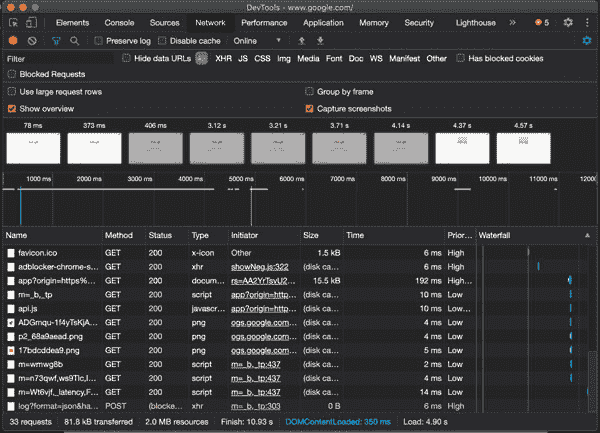 DevTools - www.google.com/
Elements Console Sources Network Performance Application Memory Security Lighthouse » 5
Preserve log Disable cache Online
Filter Hide data URLs XHR JS CSS Img Media Font Doc WS Manifest Other Has blocked cookies
Blocked Requests
Use large request rows Group by frame
Show overview Capture screenshots
78 ms 373 ms 406 ms 3.12 s 3.21 s 3.71 s 4.14 s 4.37 s 4.57 s
1000 ms 2000 ms 3000 ms 4000 ms 5000 ms 6000 ms 7000 ms 8000 ms 9000 ms 10000 ms 11000 ms 1200
Name Method Status Type Initiator Size Time Prior... Waterfall
favicon.ico GET 200 x-icon Other 1.5 kB 6 ms High
adblocker-chrome-s... GET 200 xhr showNeg.js:322 (disk ca... 6 ms High
app?origin=https%... GET 200 docum... rs=AA2YrTsvU2... 15.5 kB 192 ms High...
m=_b,_tp GET 200 script app?origin=http... (disk ca... 10 ms Low
api.js GET 200 javascr... app?origin=http... (disk ca... 10 ms Low...
ADGmqu-1f4yTsKjA... GET 200 png ogs.google.com... (disk ca... 4 ms Low
p2_68a9aead.png GET 200 png ogs.google.com... (disk ca... 4 ms Low
17bdcddea9.png GET 200 png ogs.google.com... (disk ca... 5 ms Low
m=wmwg8b GET 200 script m=_b,_tp:437 (disk ca... 2 ms Low
m=n73qwf,ws9Tlc,I... GET 200 script m=_b,_tp:437 (disk ca... 4 ms Low
m=Wt6vjf,_latency,F... GET 200 script m=_b,_tp:437 (disk ca... 14 ms Low
log?format=json&ha... POST (blocke... xhr m=_b,_tp:303 0 B 6 ms High
33 requests 81.8 kB transferred 2.0 MB resources Finish: 10.93 s DOMContentLoaded: 350 ms Load: 4.90 s